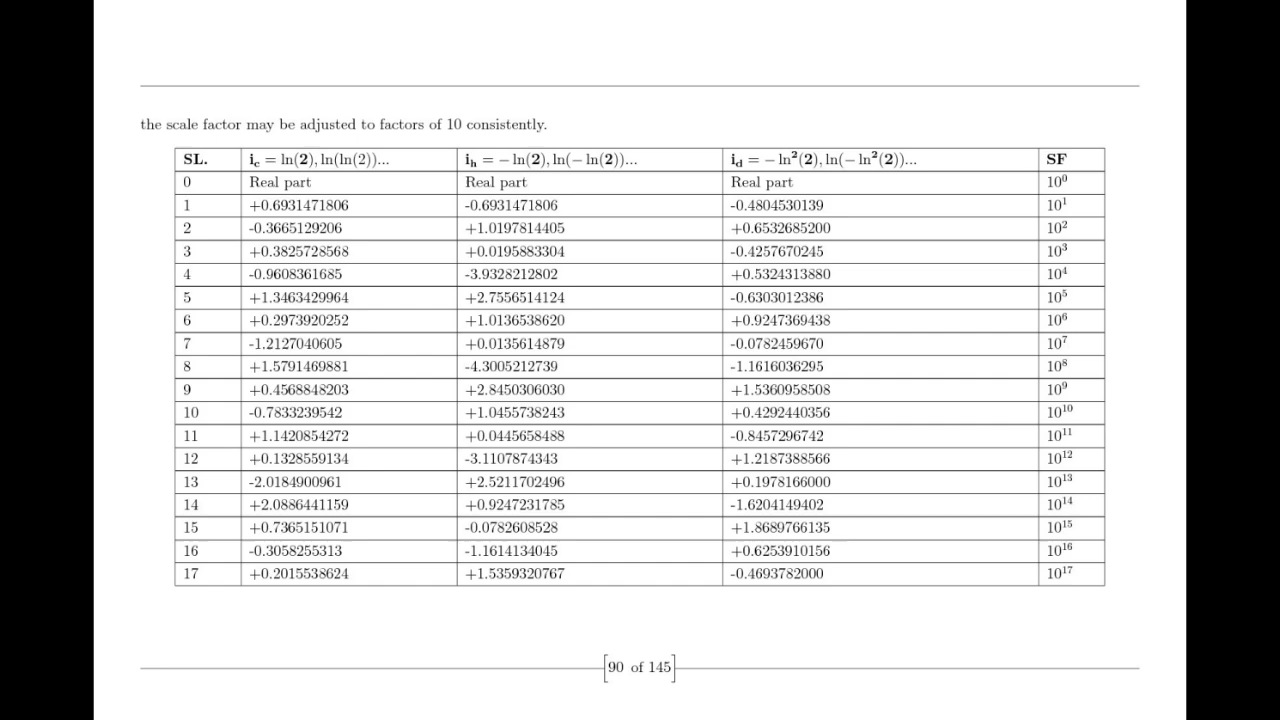 the scale factor may be adjusted to factors of 10 consistently.
SL. i_c = ln(2), ln(ln(2))... i_h = − ln(2), ln(− ln(2))... i_d = − ln²(2), ln(− ln²(2))... SF
0 Real part Real part Real part 10⁰
1 +0.6931471806 -0.6931471806 -0.4804530139 10¹
2 -0.3665129206 +1.0197814405 +0.6532685200 10²
3 +0.3825728568 +0.0195883304 -0.4257670245 10³
4 -0.9608361685 -3.9328212802 +0.5324313880 10⁴
5 +1.3463429964 +2.7556514124 -0.6303012386 10⁵
6 +0.2973920252 +1.0136538620 +0.9247369438 10⁶
7 -1.2127040605 +0.0135614879 -0.0782459670 10⁷
8 +1.5791469881 -4.3005212739 -1.1616036295 10⁸
9 +0.4568848203 +2.8450306030 +1.5360958508 10⁹
10 -0.7833239542 +1.0455738243 +0.4292440356 10¹⁰
11 +1.1420854272 +0.0445658488 -0.8457296742 10¹¹
12 +0.1328559134 -3.1107874343 +1.2187388566 10¹²
13 -2.0184900961 +2.5211702496 +0.1978166000 10¹³
14 +2.0886441159 +0.9247231785 -1.6204149402 10¹⁴
15 +0.7365151071 -0.0782608528 +1.8689766135 10¹⁵
16 -0.3058255313 -1.1614134045 +0.6253910156 10¹⁶
17 +0.2015538624 +1.5359320767 -0.4693782000 10¹⁷
[90 of 145]